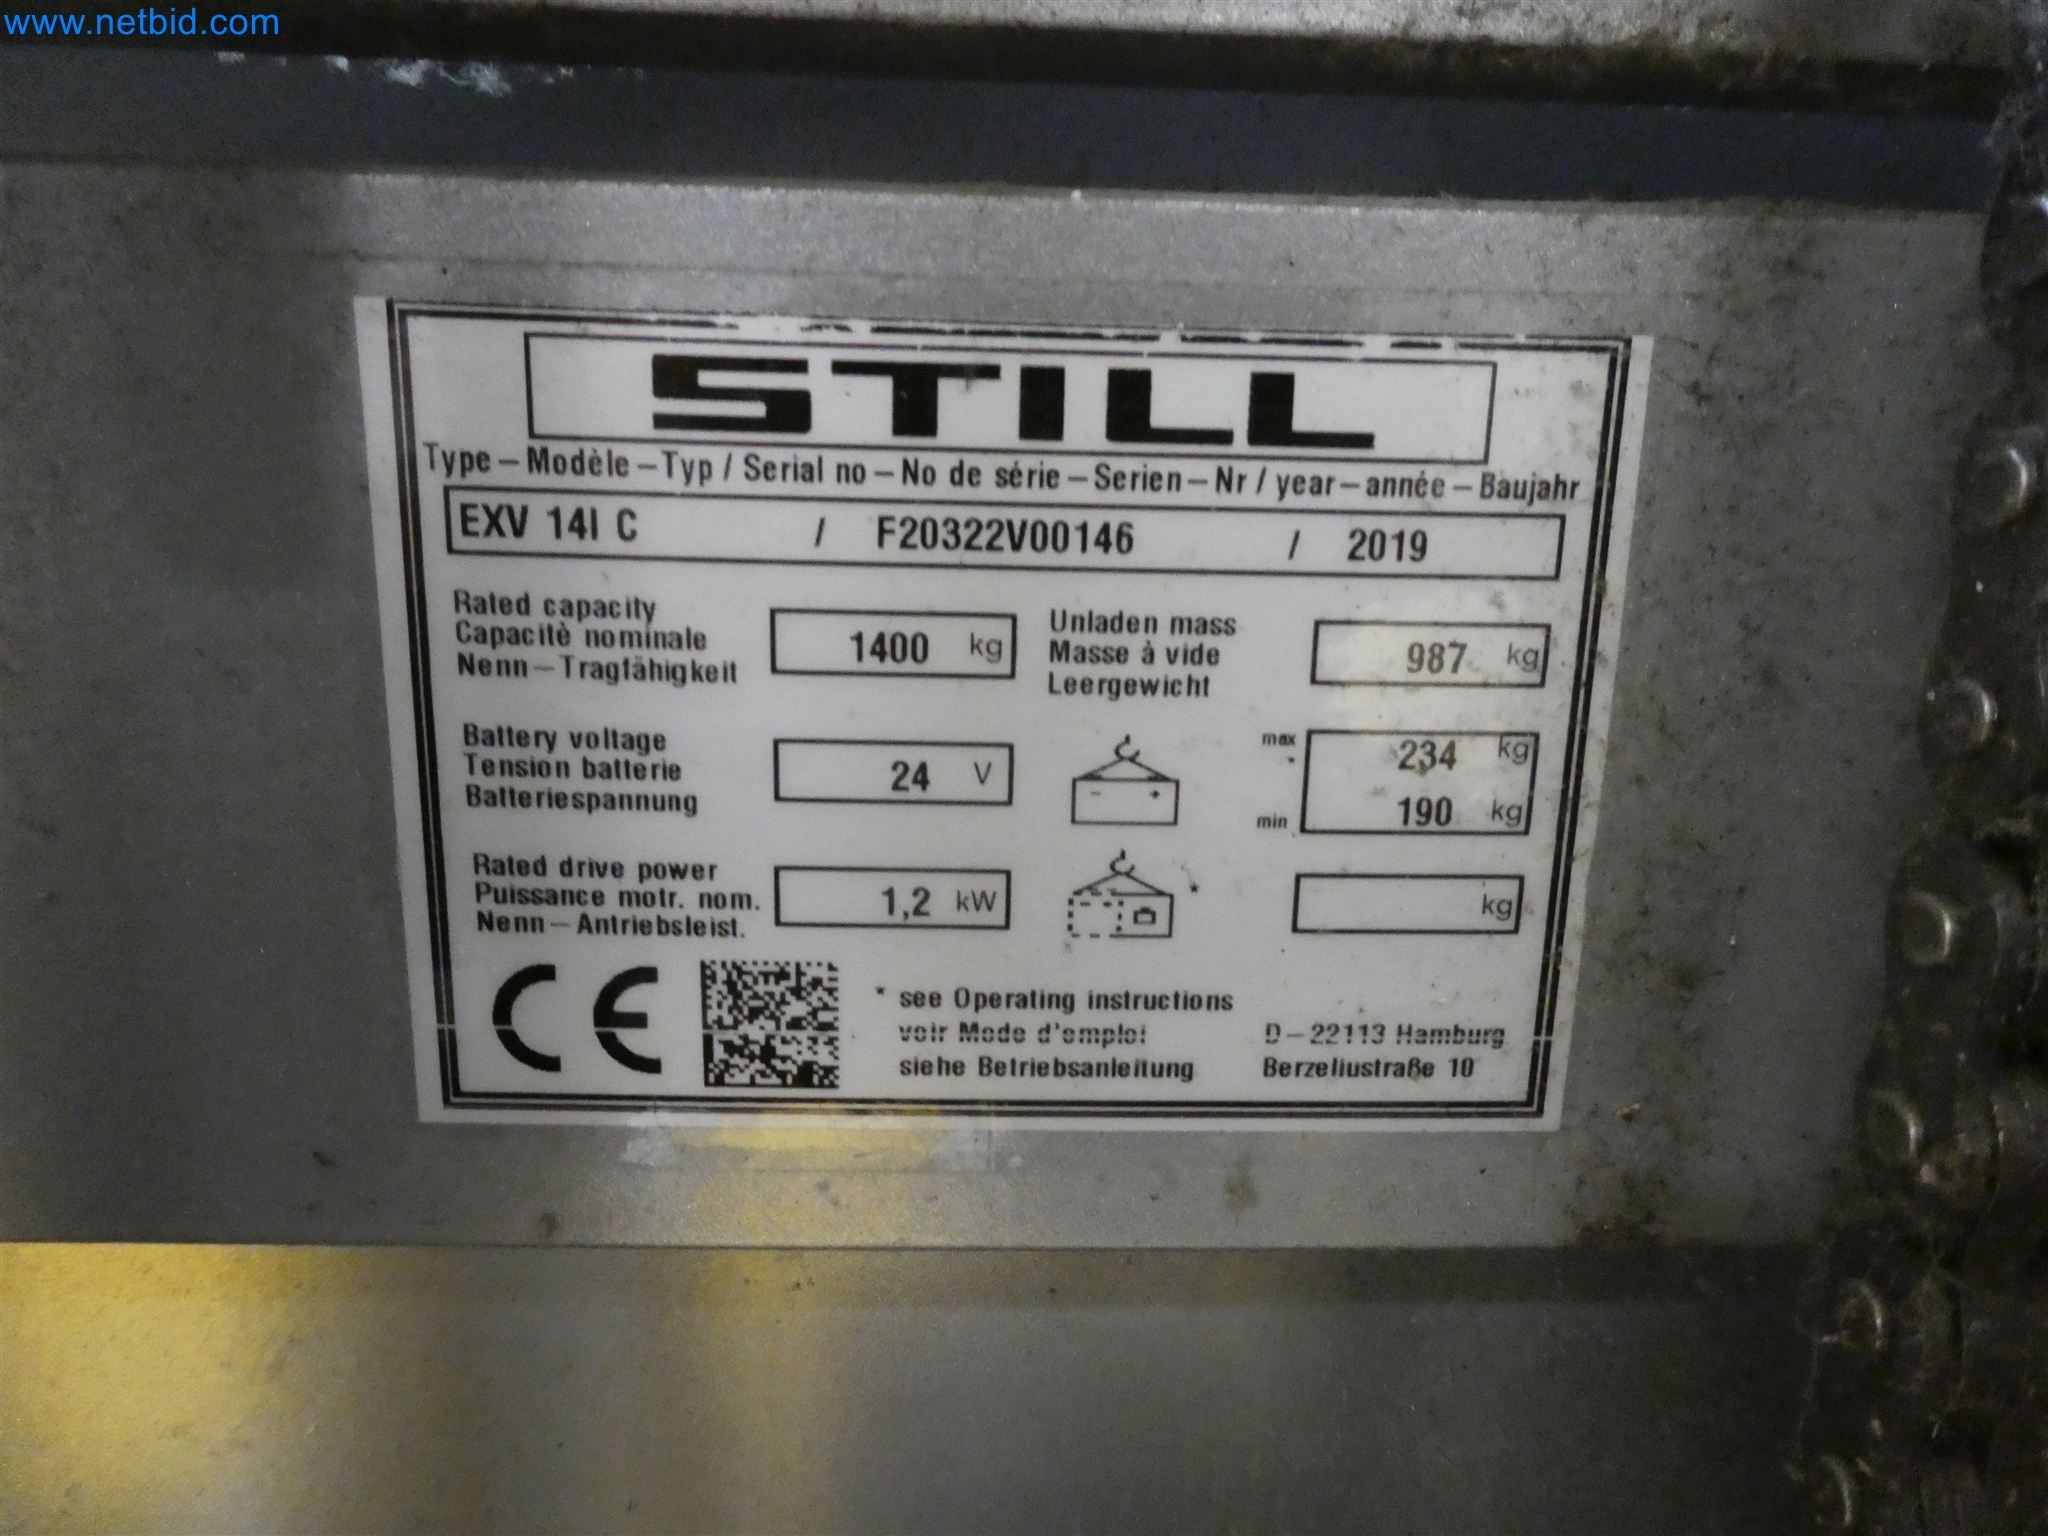 www.netbid.com
STILL
Type – Modèle – Typ / Serial no – No de série – Serien – Nr / year – année – Baujahr
EXV 14I C / F20322V00146 / 2019
Rated capacity
Capacité nominale
Nenn – Tragfähigkeit
1400 kg
Unladen mass
Masse à vide
Leergewicht
987 kg
Battery voltage
Tension batterie
Batteriespannung
24 V
- +
max 234 kg
*
min 190 kg
Rated drive power
Puissance motr. nom.
Nenn – Antriebsleist.
1,2 kW
*
kg
CE
* see Operating instructions
voir Mode d'emploi
siehe Betriebsanleitung
D – 22113 Hamburg
Berzeliustraße 10